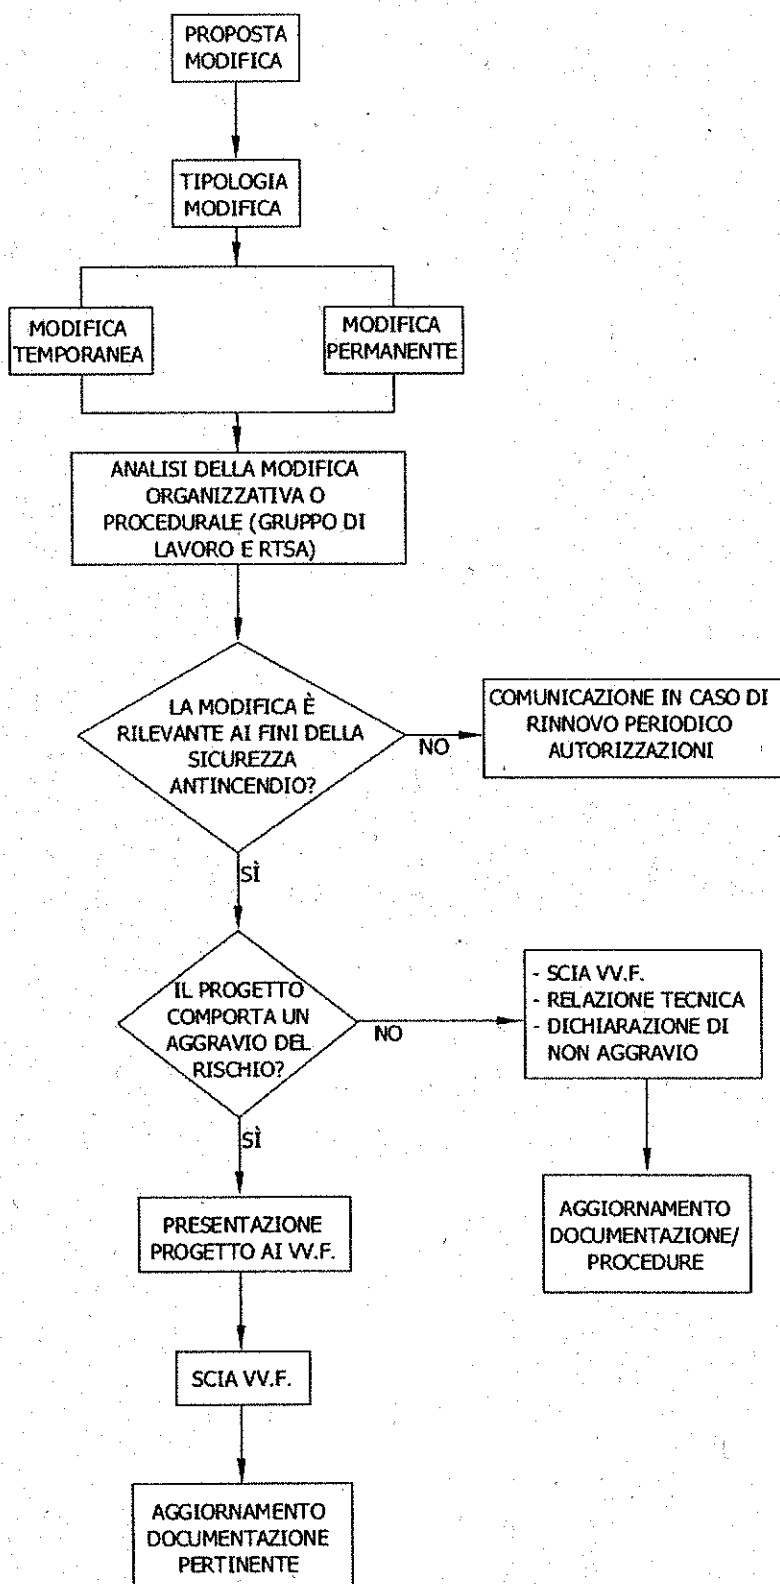 PROPOSTA
MODIFICA
TIPOLOGIA
MODIFICA
MODIFICA
TEMPORANEA
MODIFICA
PERMANENTE
ANALISI DELLA MODIFICA
ORGANIZZATIVA O
PROCEDURALE (GRUPPO DI
LAVORO E RTSA)
LA MODIFICA È
RILEVANTE AI FINI DELLA
SICUREZZA
ANTINCENDIO?
NO
COMUNICAZIONE IN CASO DI
RINNOVO PERIODICO
AUTORIZZAZIONI
SÌ
IL PROGETTO
COMPORTA UN
AGGRAVIO DEL
RISCHIO?
NO
- SCIA VV.F.
- RELAZIONE TECNICA
- DICHIARAZIONE DI
NON AGGRAVIO
SÌ
AGGIORNAMENTO
DOCUMENTAZIONE/
PROCEDURE
PRESENTAZIONE
PROGETTO AI VV.F.
SCIA VV.F.
AGGIORNAMENTO
DOCUMENTAZIONE
PERTINENTE